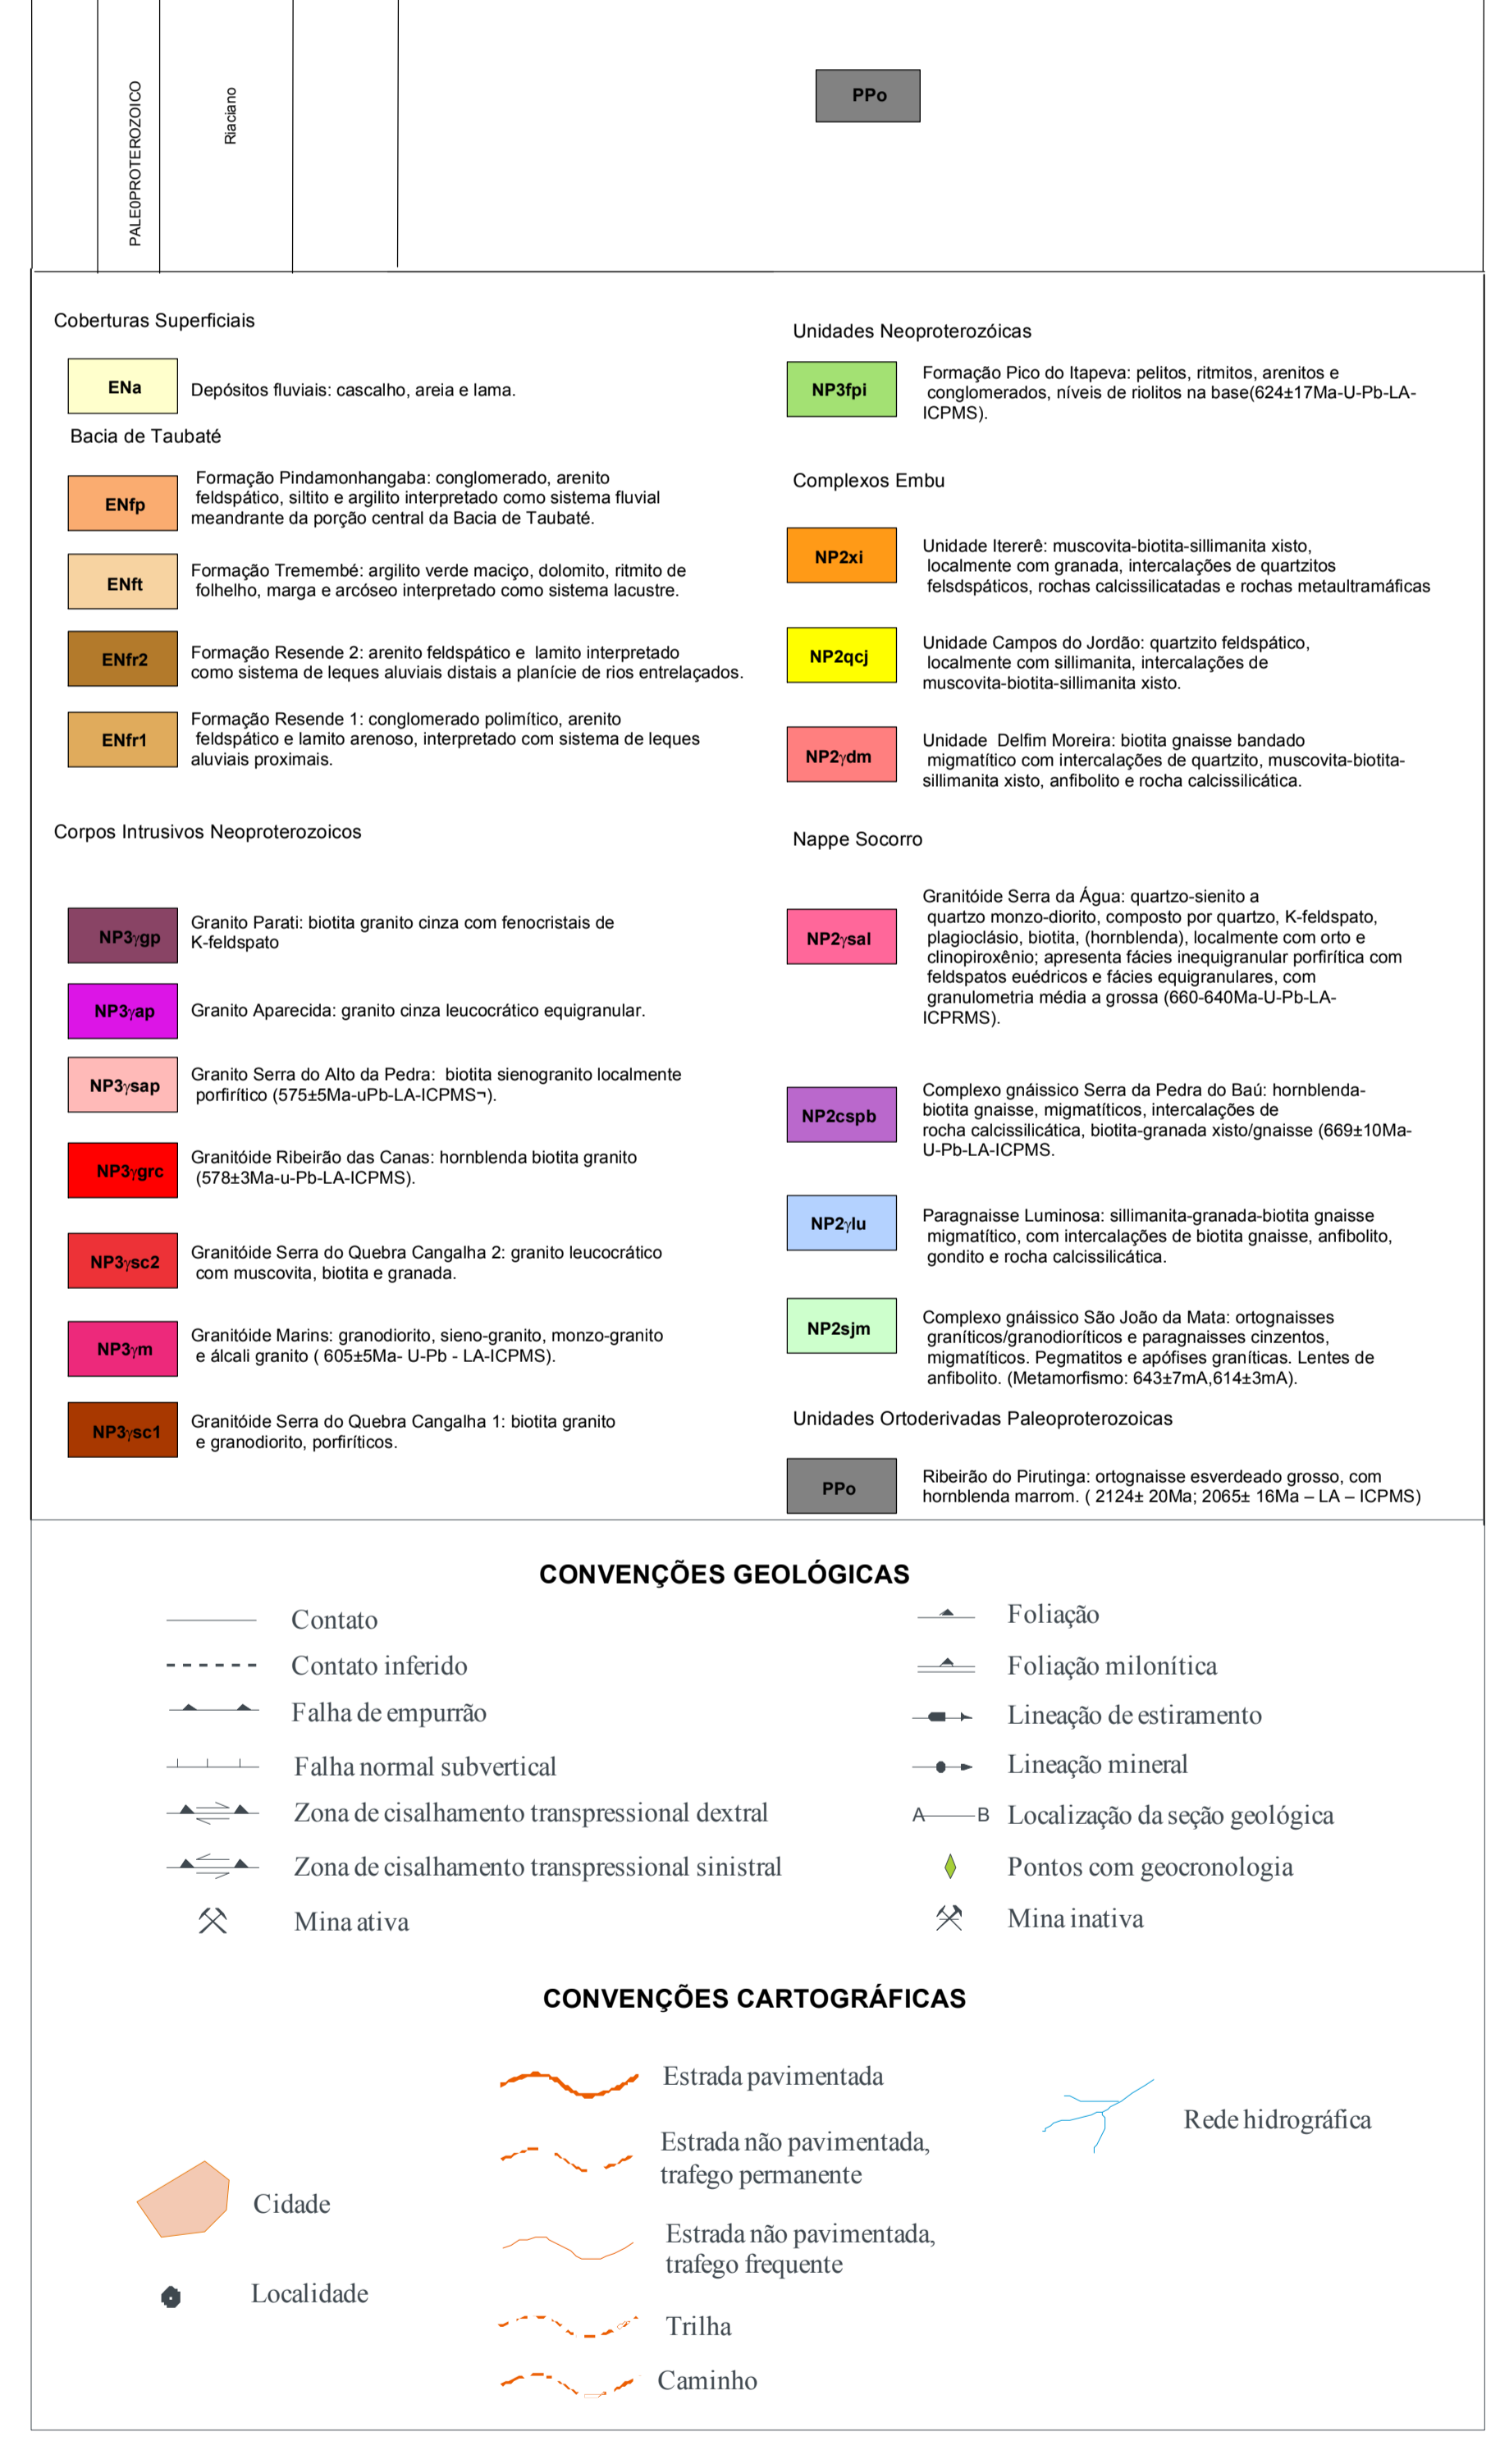 PALE0PROTEROZOICO
Riaciano
PPo
Coberturas Superficiais
ENa
Depósitos fluviais: cascalho, areia e lama.
Bacia de Taubaté
ENfp
Formação Pindamonhangaba: conglomerado, arenito
feldspático, siltito e argilito interpretado como sistema fluvial
meandrante da porção central da Bacia de Taubaté.
ENft
Formação Tremembé: argilito verde maciço, dolomito, ritmito de
folhelho, marga e arcóseo interpretado como sistema lacustre.
ENfr2
Formação Resende 2: arenito feldspático e lamito interpretado
como sistema de leques aluviais distais a planície de rios entrelaçados.
ENfr1
Formação Resende 1: conglomerado polimítico, arenito
feldspático e lamito arenoso, interpretado com sistema de leques
aluviais proximais.
Corpos Intrusivos Neoproterozoicos
NP3γgp
Granito Parati: biotita granito cinza com fenocristais de
K-feldspato
NP3γap
Granito Aparecida: granito cinza leucocrático equigranular.
NP3γsap
Granito Serra do Alto da Pedra: biotita sienogranito localmente
porfirítico (575±5Ma-uPb-LA-ICPMS¬).
NP3γgrc
Granitóide Ribeirão das Canas: hornblenda biotita granito
(578±3Ma-u-Pb-LA-ICPMS).
NP3γsc2
Granitóide Serra do Quebra Cangalha 2: granito leucocrático
com muscovita, biotita e granada.
NP3γm
Granitóide Marins: granodiorito, sieno-granito, monzo-granito
e álcali granito ( 605±5Ma- U-Pb - LA-ICPMS).
NP3γsc1
Granitóide Serra do Quebra Cangalha 1: biotita granito
e granodiorito, porfiríticos.
Unidades Neoproterozóicas
NP3fpi
Formação Pico do Itapeva: pelitos, ritmitos, arenitos e
conglomerados, níveis de riolitos na base(624±17Ma-U-Pb-LA-
ICPMS).
Complexos Embu
NP2xi
Unidade Itererê: muscovita-biotita-sillimanita xisto,
localmente com granada, intercalações de quartzitos
felsdspáticos, rochas calcissilicatadas e rochas metaultramáficas
NP2qcj
Unidade Campos do Jordão: quartzito feldspático,
localmente com sillimanita, intercalações de
muscovita-biotita-sillimanita xisto.
NP2γdm
Unidade Delfim Moreira: biotita gnaisse bandado
migmatítico com intercalações de quartzito, muscovita-biotita-
sillimanita xisto, anfibolito e rocha calcissilicática.
Nappe Socorro
NP2γsal
Granitóide Serra da Água: quartzo-sienito a
quartzo monzo-diorito, composto por quartzo, K-feldspato,
plagioclásio, biotita, (hornblenda), localmente com orto e
clinopiroxênio; apresenta fácies inequigranular porfirítica com
feldspatos euédricos e fácies equigranulares, com
granulometria média a grossa (660-640Ma-U-Pb-LA-
ICPRMS).
NP2cspb
Complexo gnáissico Serra da Pedra do Baú: hornblenda-
biotita gnaisse, migmatíticos, intercalações de
rocha calcissilicática, biotita-granada xisto/gnaisse (669±10Ma-
U-Pb-LA-ICPMS.
NP2γlu
Paragnaisse Luminosa: sillimanita-granada-biotita gnaisse
migmatítico, com intercalações de biotita gnaisse, anfibolito,
gondito e rocha calcissilicática.
NP2sjm
Complexo gnáissico São João da Mata: ortognaisses
graníticos/granodioríticos e paragnaisses cinzentos,
migmatíticos. Pegmatitos e apófises graníticas. Lentes de
anfibolito. (Metamorfismo: 643±7mA,614±3mA).
Unidades Ortoderivadas Paleoproterozoicas
PPo
Ribeirão do Pirutinga: ortognaisse esverdeado grosso, com
hornblenda marrom. ( 2124± 20Ma; 2065± 16Ma – LA – ICPMS)
CONVENÇÕES GEOLÓGICAS
Contato
Contato inferido
Falha de empurrão
Falha normal subvertical
Zona de cisalhamento transpressional dextral
Zona de cisalhamento transpressional sinistral
Mina ativa
Foliação
Foliação milonítica
Lineação de estiramento
Lineação mineral
A B Localização da seção geológica
Pontos com geocronologia
Mina inativa
CONVENÇÕES CARTOGRÁFICAS
Cidade
Localidade
Estrada pavimentada
Estrada não pavimentada,
trafego permanente
Estrada não pavimentada,
trafego frequente
Trilha
Caminho
Rede hidrográfica